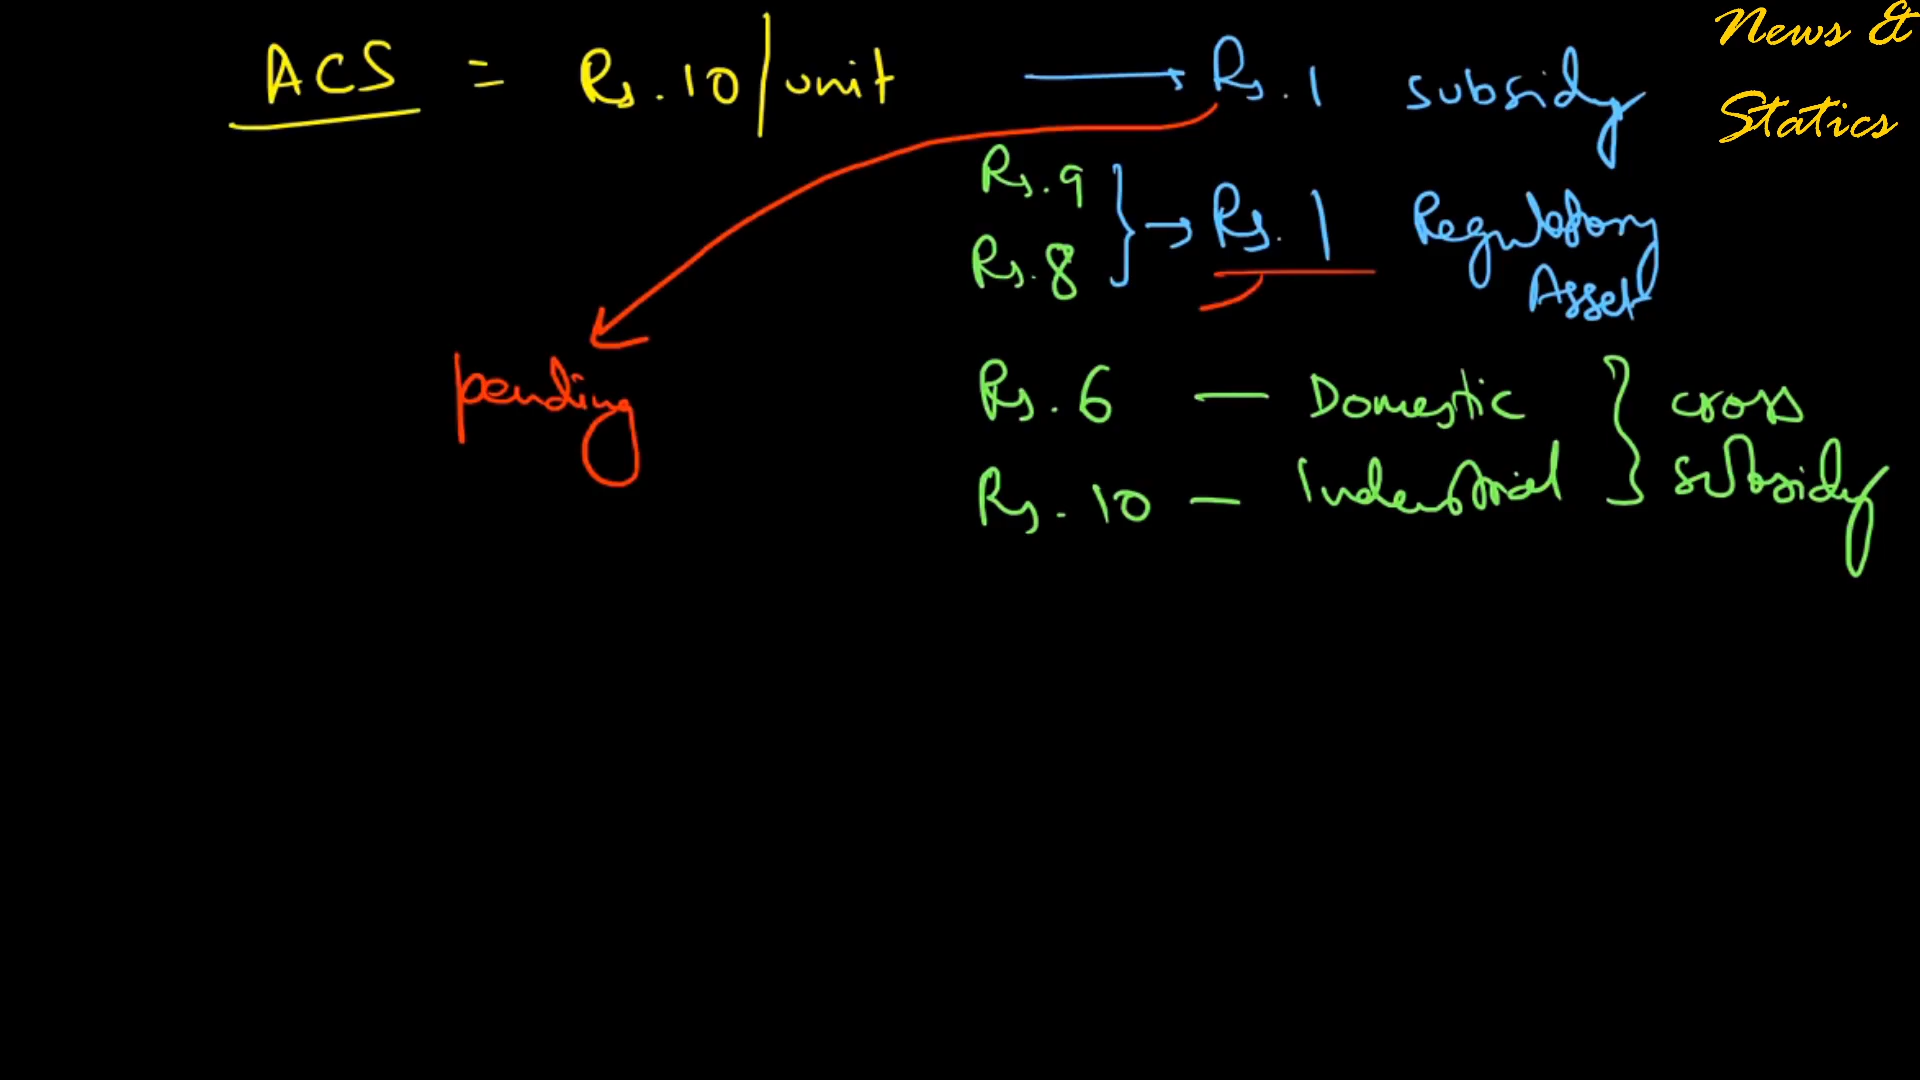 ACS = Rs. 10/unit → Rs. 1 subsidy
Rs. 9
Rs. 8 } → Rs. 1 Regulatory Asset
pending
Rs. 6 — Domestic
Rs. 10 — Industrial } cross subsidy
News &
Statics